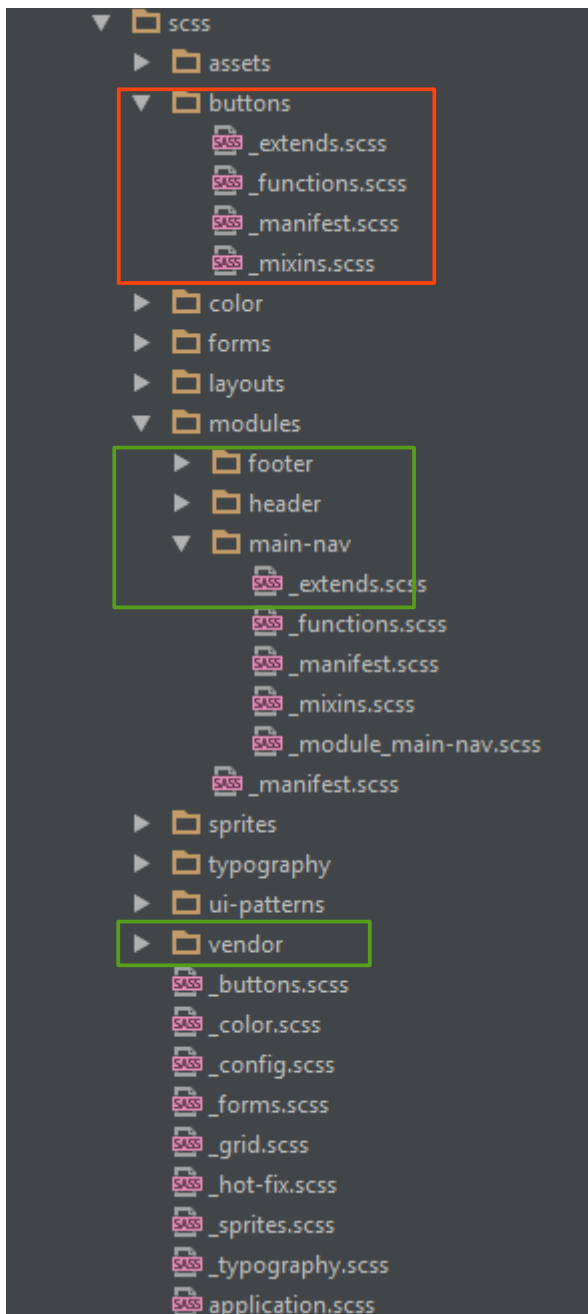 scss
assets
buttons
SASS _extends.scss
SASS _functions.scss
SASS _manifest.scss
SASS _mixins.scss
color
forms
layouts
modules
footer
header
main-nav
SASS _extends.scss
SASS _functions.scss
SASS _manifest.scss
SASS _mixins.scss
SASS _module_main-nav.scss
SASS _manifest.scss
sprites
typography
ui-patterns
vendor
SASS _buttons.scss
SASS _color.scss
SASS _config.scss
SASS _forms.scss
SASS _grid.scss
SASS _hot-fix.scss
SASS _sprites.scss
SASS _typography.scss
SASS application.scss